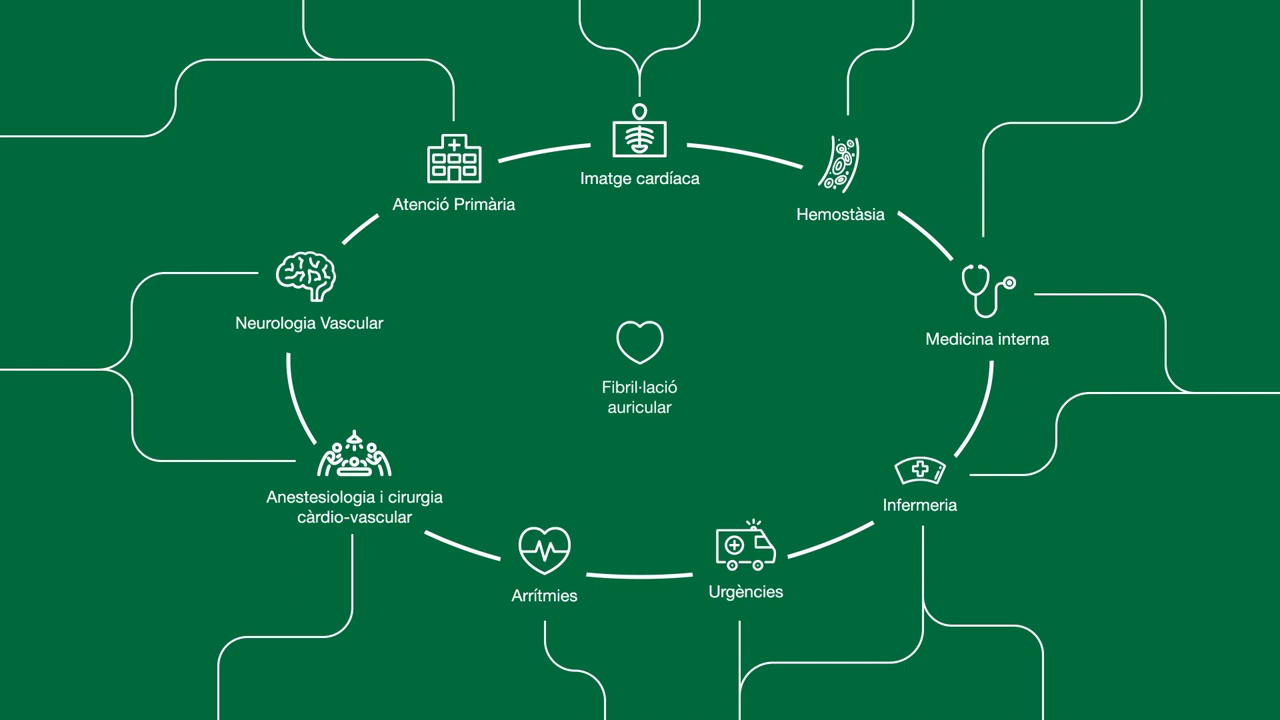 Imatge cardíaca
Atenció Primària
Hemostàsia
Neurologia Vascular
Medicina interna
Fibril·lació
auricular
Anestesiologia i cirurgia
càrdio-vascular
Infermeria
Arrítmies
Urgències